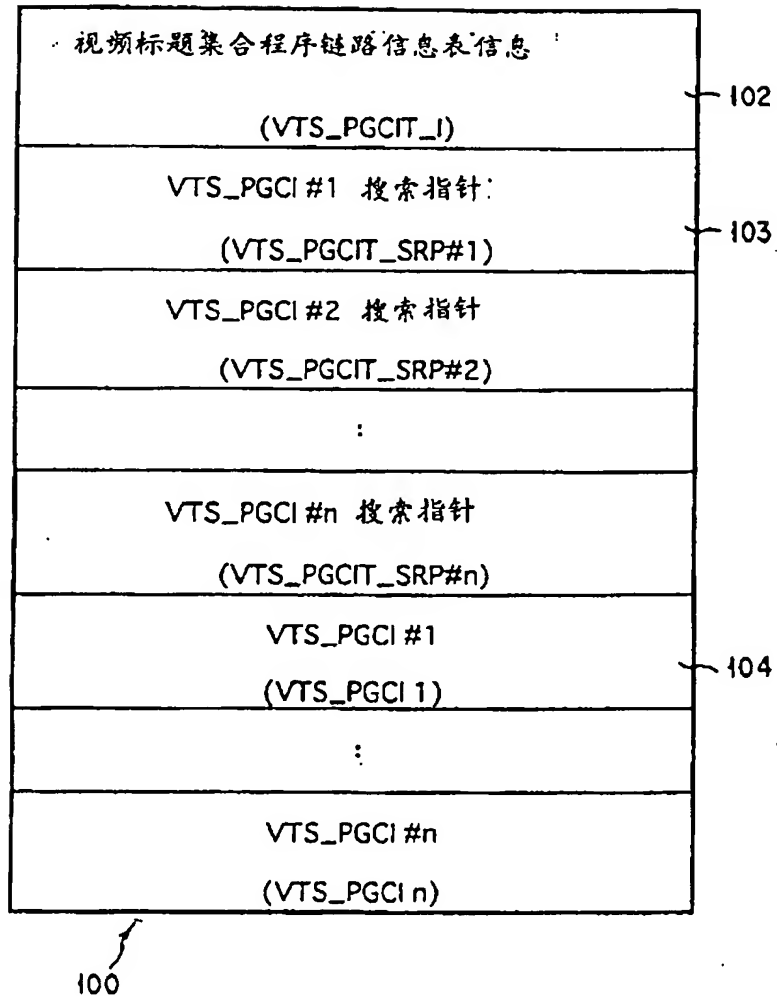 视频标题集合程序链路信息表信息
102
(VTS_PGCIT_I)
VTS_PGCI #1 搜索指针
103
(VTS_PGCIT_SRP#1)
VTS_PGCI #2 搜索指针
(VTS_PGCIT_SRP#2)
:
VTS_PGCI #n 搜索指针
(VTS_PGCIT_SRP#n)
VTS_PGCI #1
104
(VTS_PGCI 1)
:
VTS_PGCI #n
(VTS_PGCI n)
100